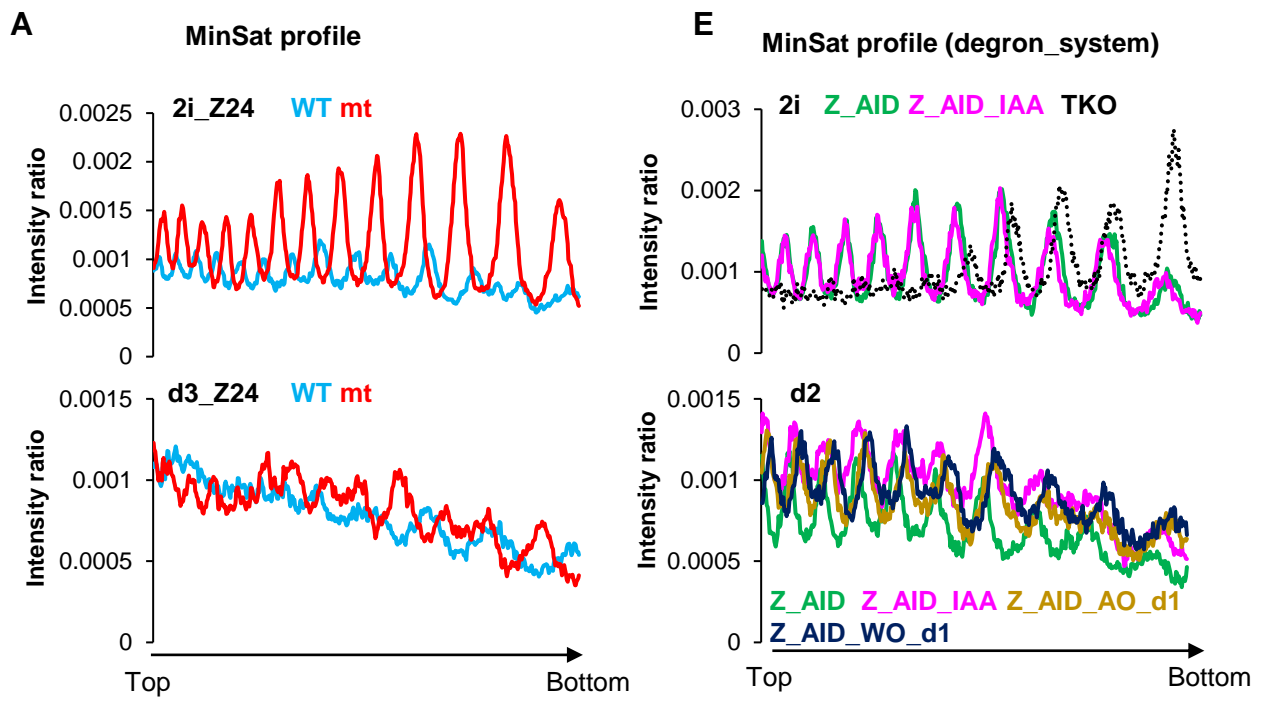 A
MinSat profile
2i_Z24 WT mt
Intensity ratio
0.0025
0.002
0.0015
0.001
0.0005
0
d3_Z24 WT mt
Intensity ratio
0.0015
0.001
0.0005
0
Top Bottom
E
MinSat profile (degron_system)
2i Z_AID Z_AID_IAA TKO
Intensity ratio
0.003
0.002
0.001
0
d2
Intensity ratio
0.0015
0.001
0.0005
0
Z_AID Z_AID_IAA Z_AID_AO_d1
Z_AID_WO_d1
Top Bottom